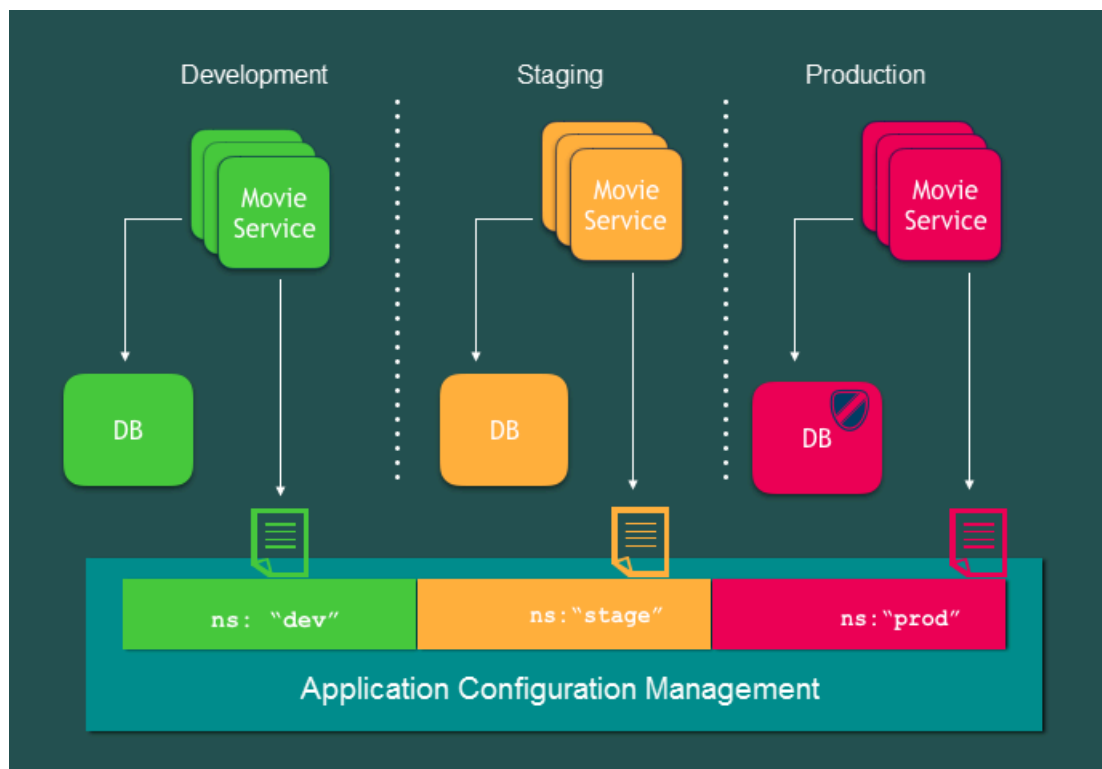 Development
Staging
Production
Movie
Service
Movie
Service
Movie
Service
DB
DB
DB
ns: “dev”
ns:“stage”
ns:“prod”
Application Configuration Management